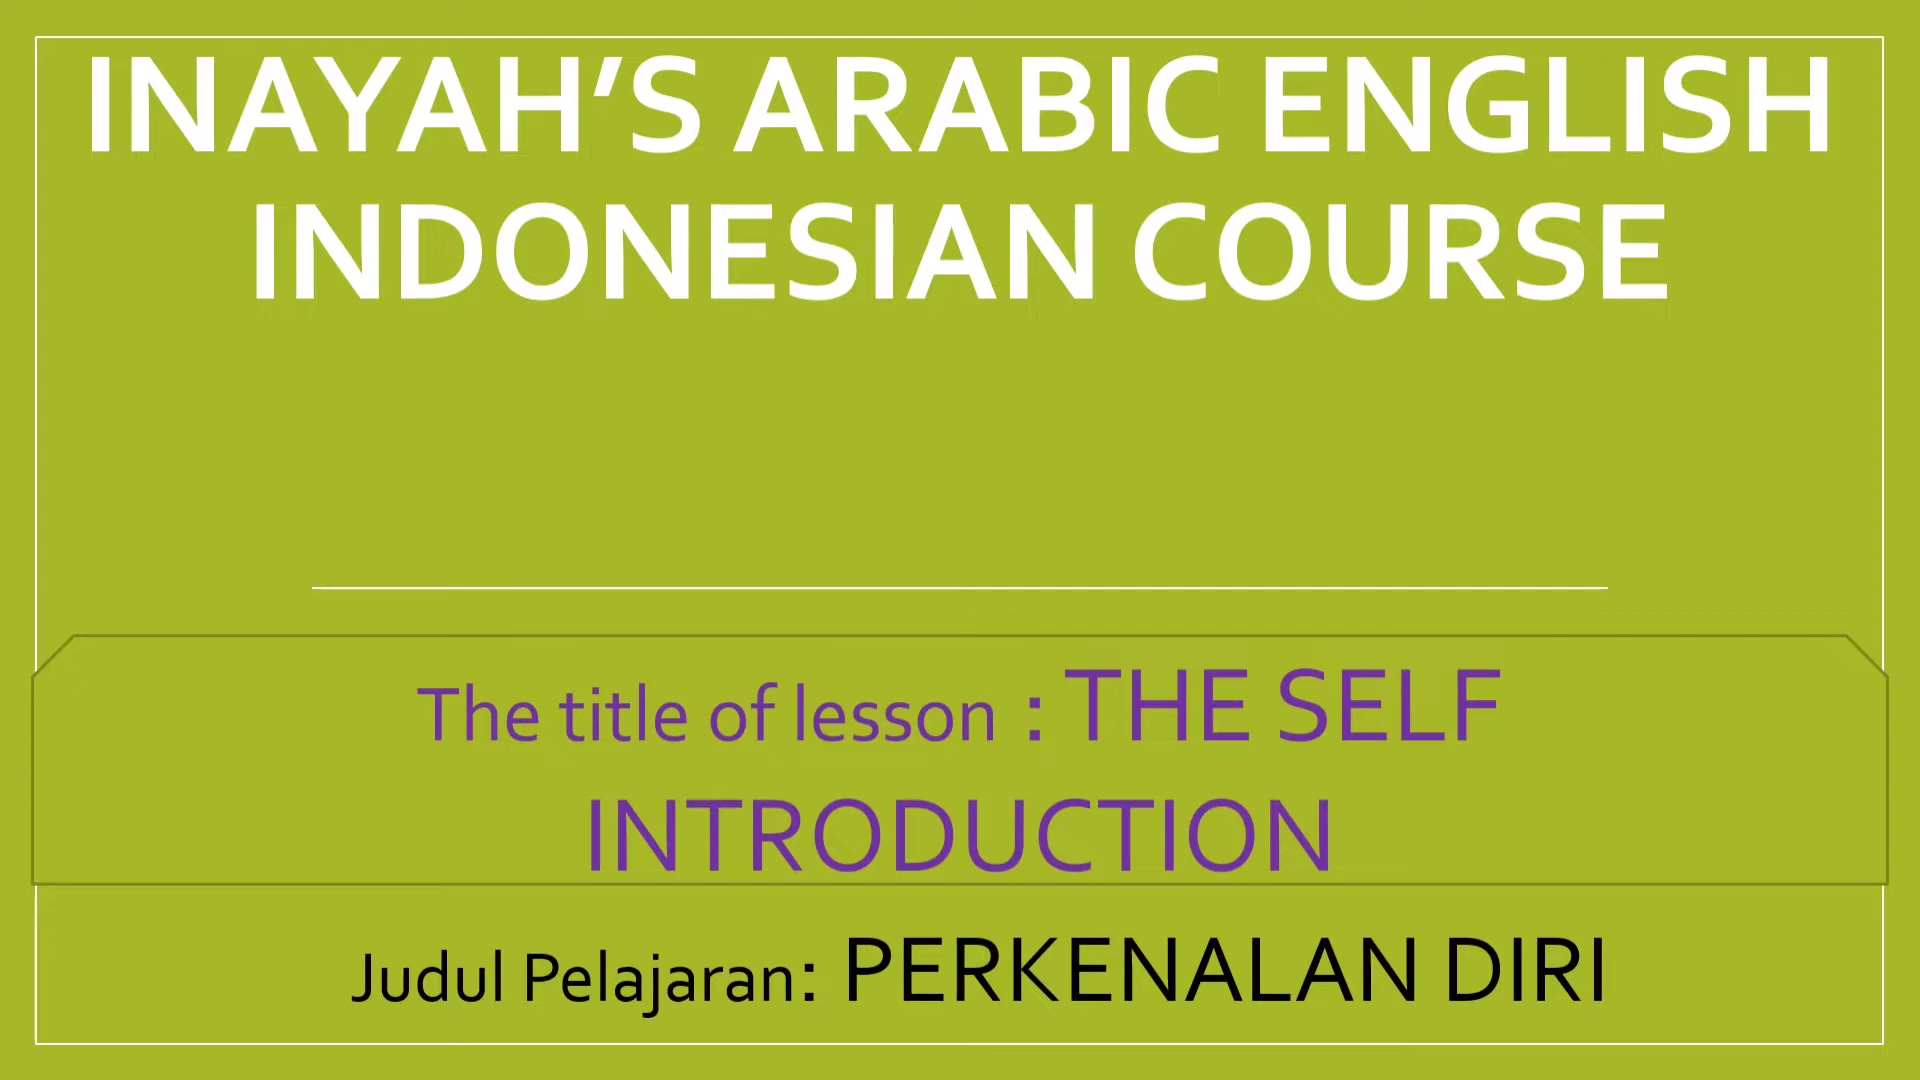 INAYAH’S ARABIC ENGLISH
INDONESIAN COURSE
The title of lesson : THE SELF
INTRODUCTION
Judul Pelajaran: PERKENALAN DIRI